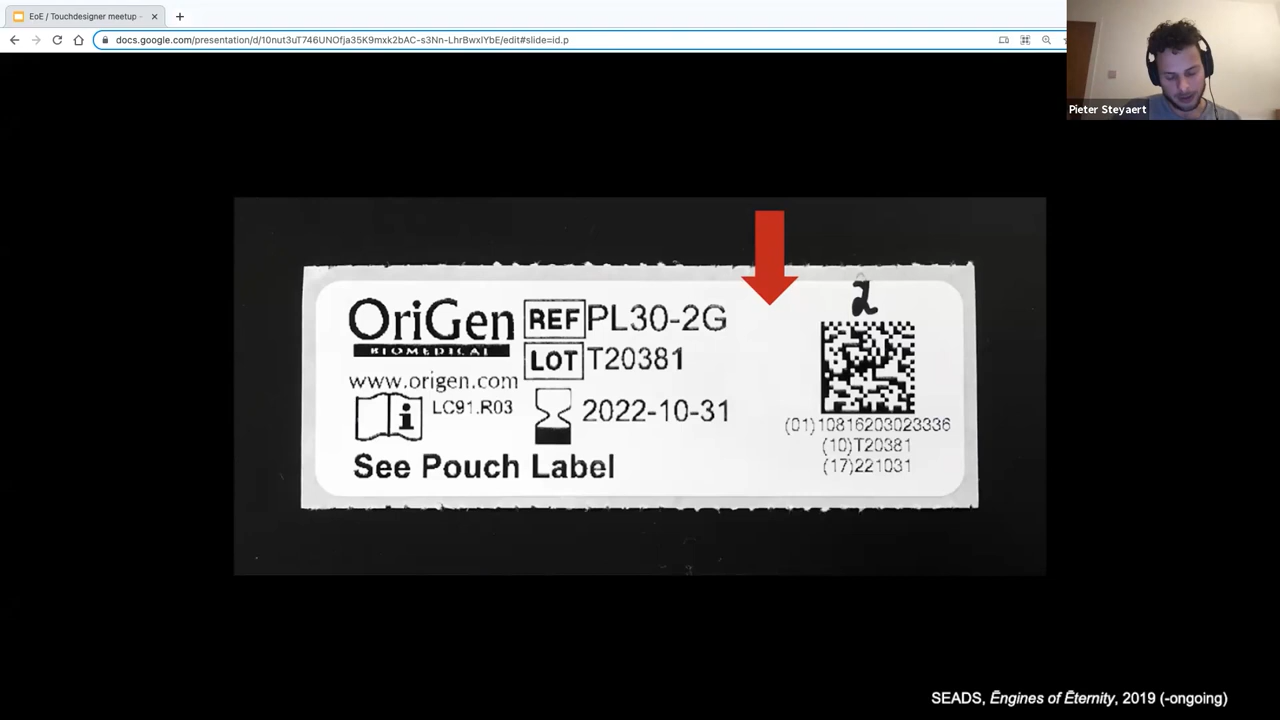 EoE / Touchdesigner meetup -
docs.google.com/presentation/d/10nut3uT746UNOfja35K9mxk2bAC-s3Nn-LhrBwxlYbE/edit#slide=id.p
Pieter Steyaert
OriGen
BIOMEDICAL
www.origen.com
LC91.R03
REF PL30-2G
LOT T20381
2022-10-31
See Pouch Label
2
(01)10816203023336
(10)T20381
(17)221031
SEADS, Ēngines of Ēternity, 2019 (-ongoing)